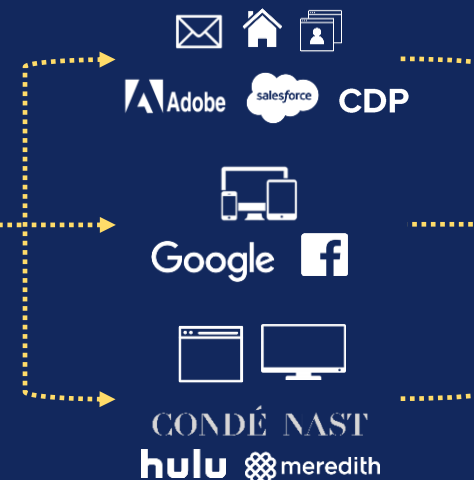 Adobe salesforce CDP
Google f
CONDÉ NAST
hulu meredith